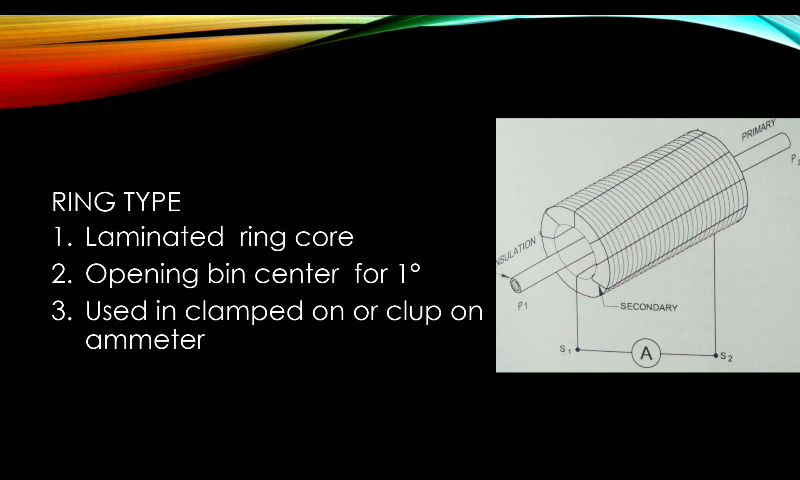 RING TYPE
1. Laminated ring core
2. Opening bin center for 1°
3. Used in clamped on or clup on
ammeter
PRIMARY
P2
INSULATION
P1
SECONDARY
S1
A
S2